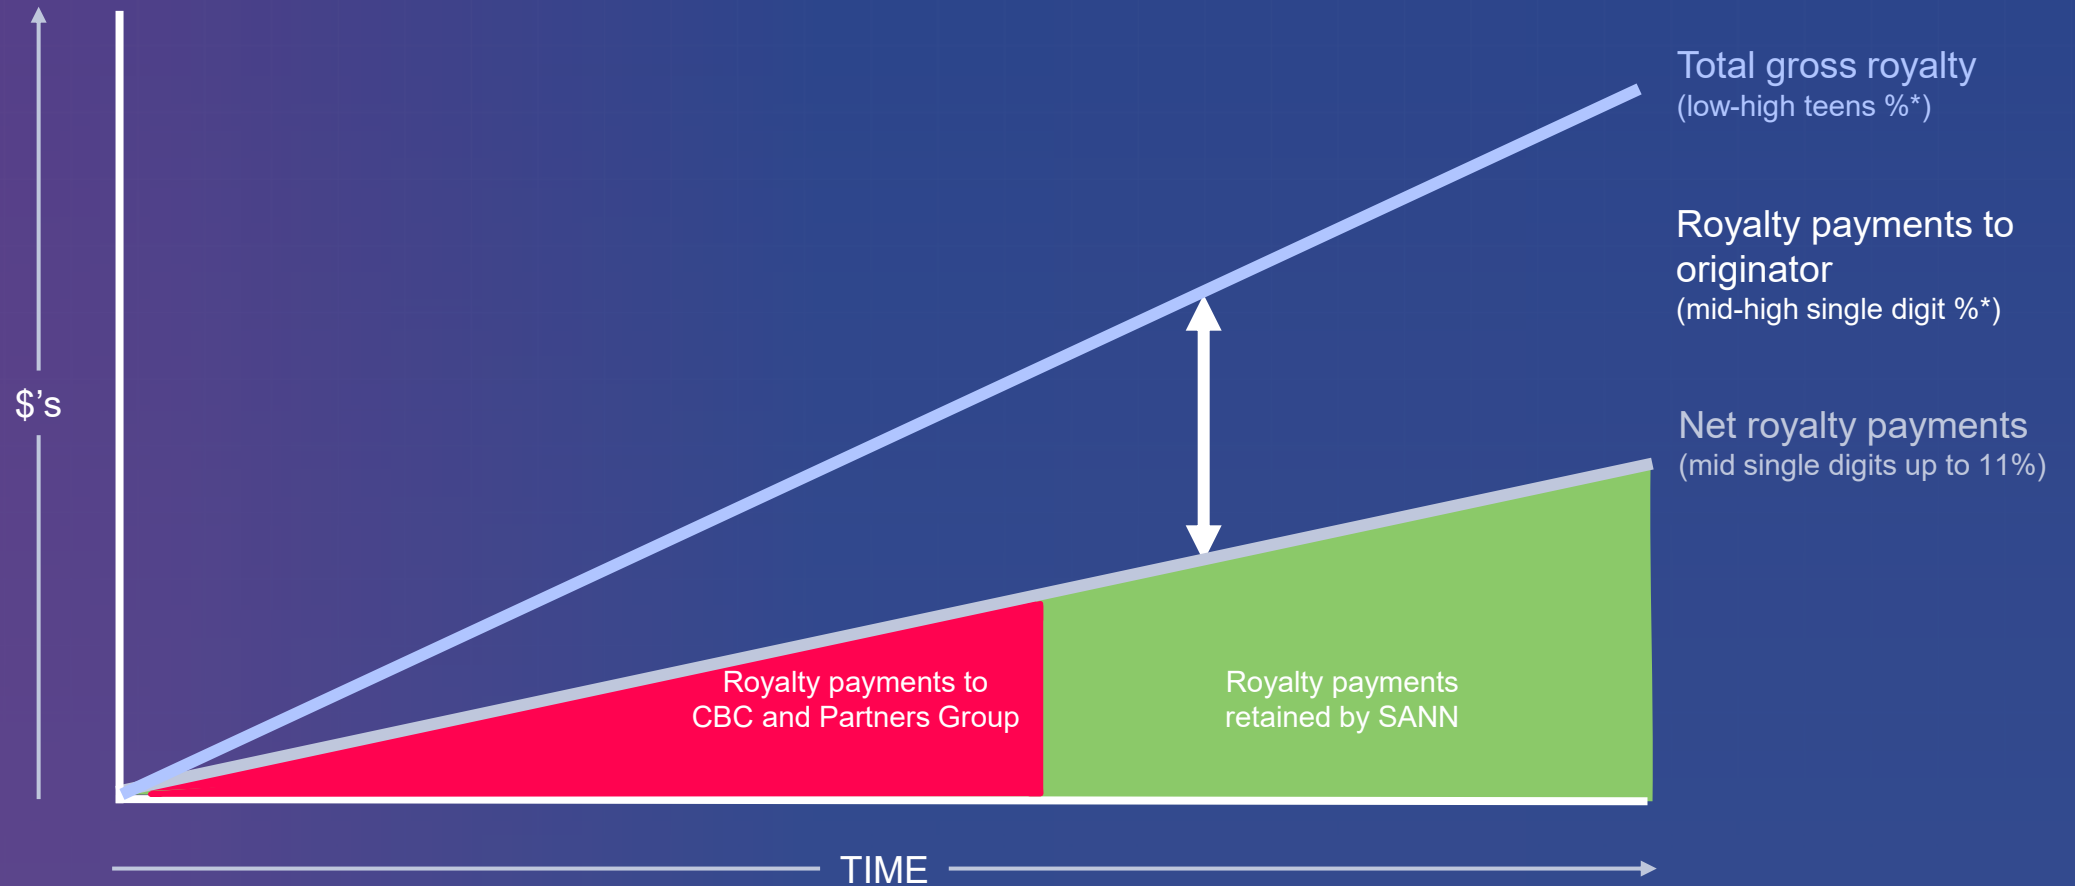 $’s
Total gross royalty
(low-high teens %*)
Royalty payments to
originator
(mid-high single digit %*)
Net royalty payments
(mid single digits up to 11%)
Royalty payments to
CBC and Partners Group
Royalty payments
retained by SANN
TIME